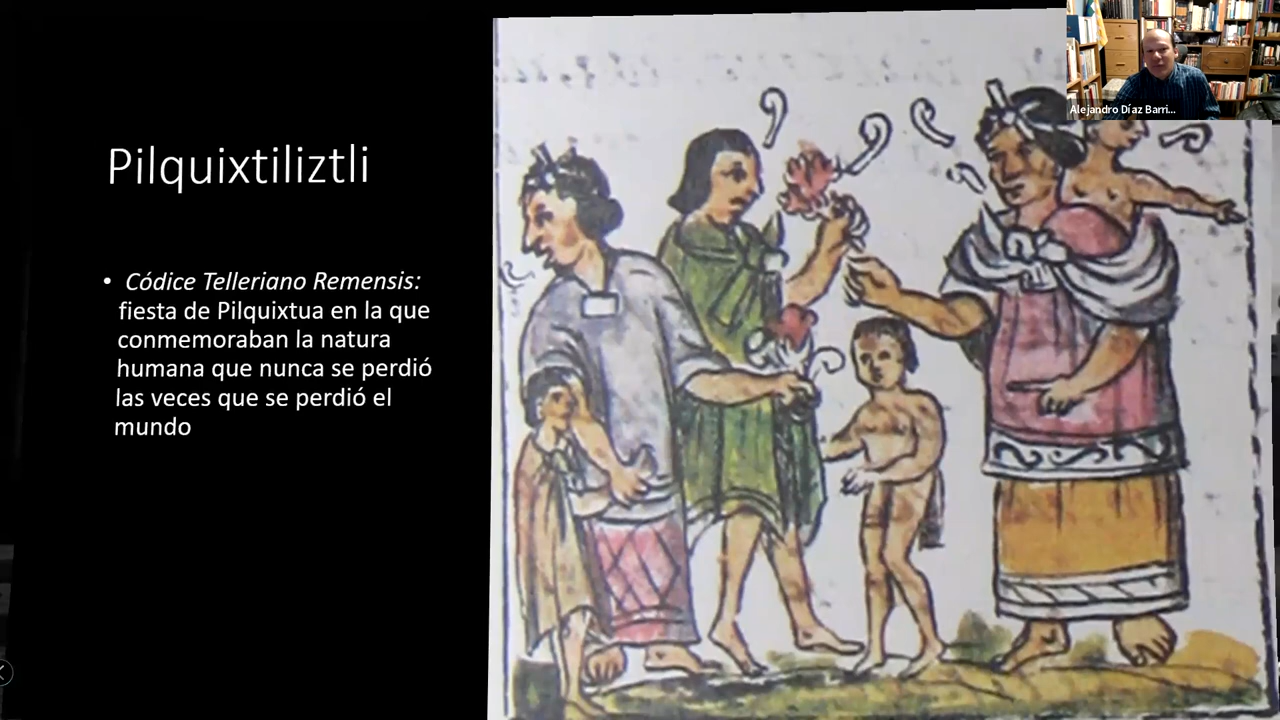 Alejandro Díaz Barri...
Pilquixtiliztli
• Códice Telleriano Remensis:
fiesta de Pilquixtua en la que
conmemoraban la natura
humana que nunca se perdió
las veces que se perdió el
mundo